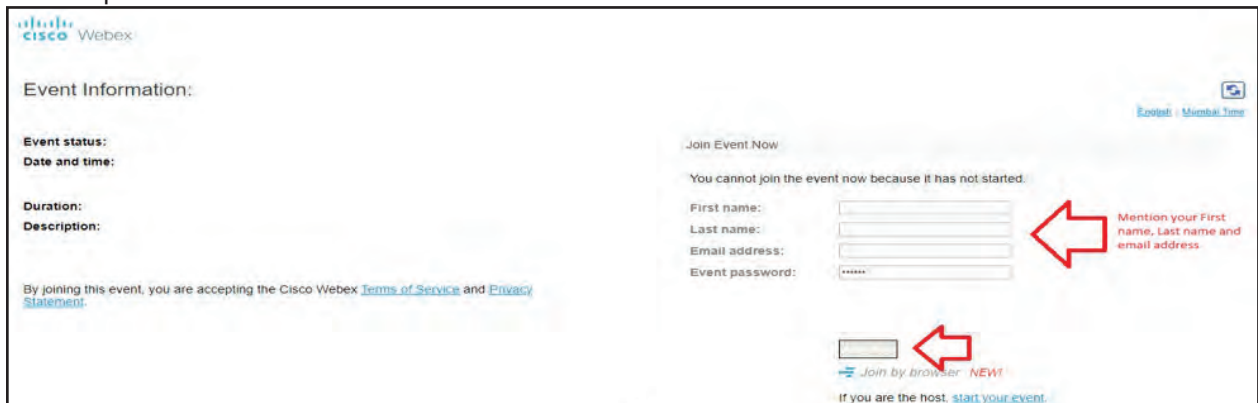 cisco Webex
Event Information:
English : Mumbai Time
Event status:
Date and time:
Duration:
Description:
By joining this event, you are accepting the Cisco Webex Terms of Service and Privacy
Statement.
Join Event Now
You cannot join the event now because it has not started.
First name:
Last name:
Email address:
Event password:
Mention your First
name, Last name and
email address
Join by browser NEW!
If you are the host, start your event.